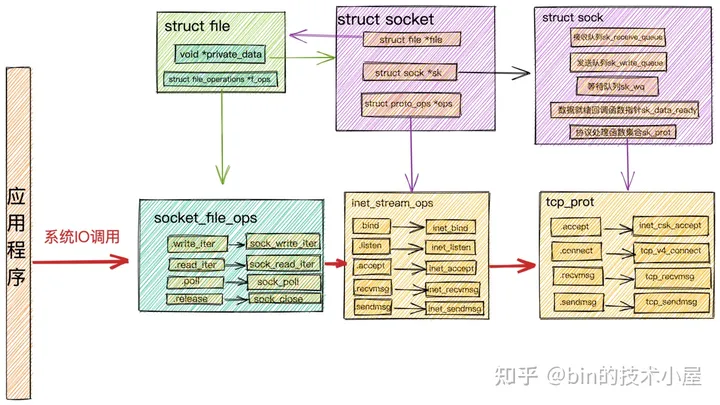 struct file
void *private_data
struct file_operations *f_ops
struct socket
struct file *file
struct sock *sk
struct proto_ops *ops
struct sock
接收队列sk_receive_queue
发送队列sk_write_queue
等待队列sk_wq
数据就绪回调函数指针sk_data_ready
协议处理函数集合sk_prot
应用程序
系统IO调用
socket_file_ops
.write_iter
sock_write_iter
.read_iter
sock_read_iter
.poll
sock_poll
.release
sock_close
inet_stream_ops
.bind
inet_bind
.listen
inet_listen
.accept
inet_accept
.recvmsg
inet_recvmsg
.sendmsg
inet_sendmsg
tcp_prot
.accept
inet_csk_accept
.connect
tcp_v4_connect
.recvmsg
tcp_recvmsg
.sendmsg
tcp_sendmsg
知乎 @bin的技术小屋